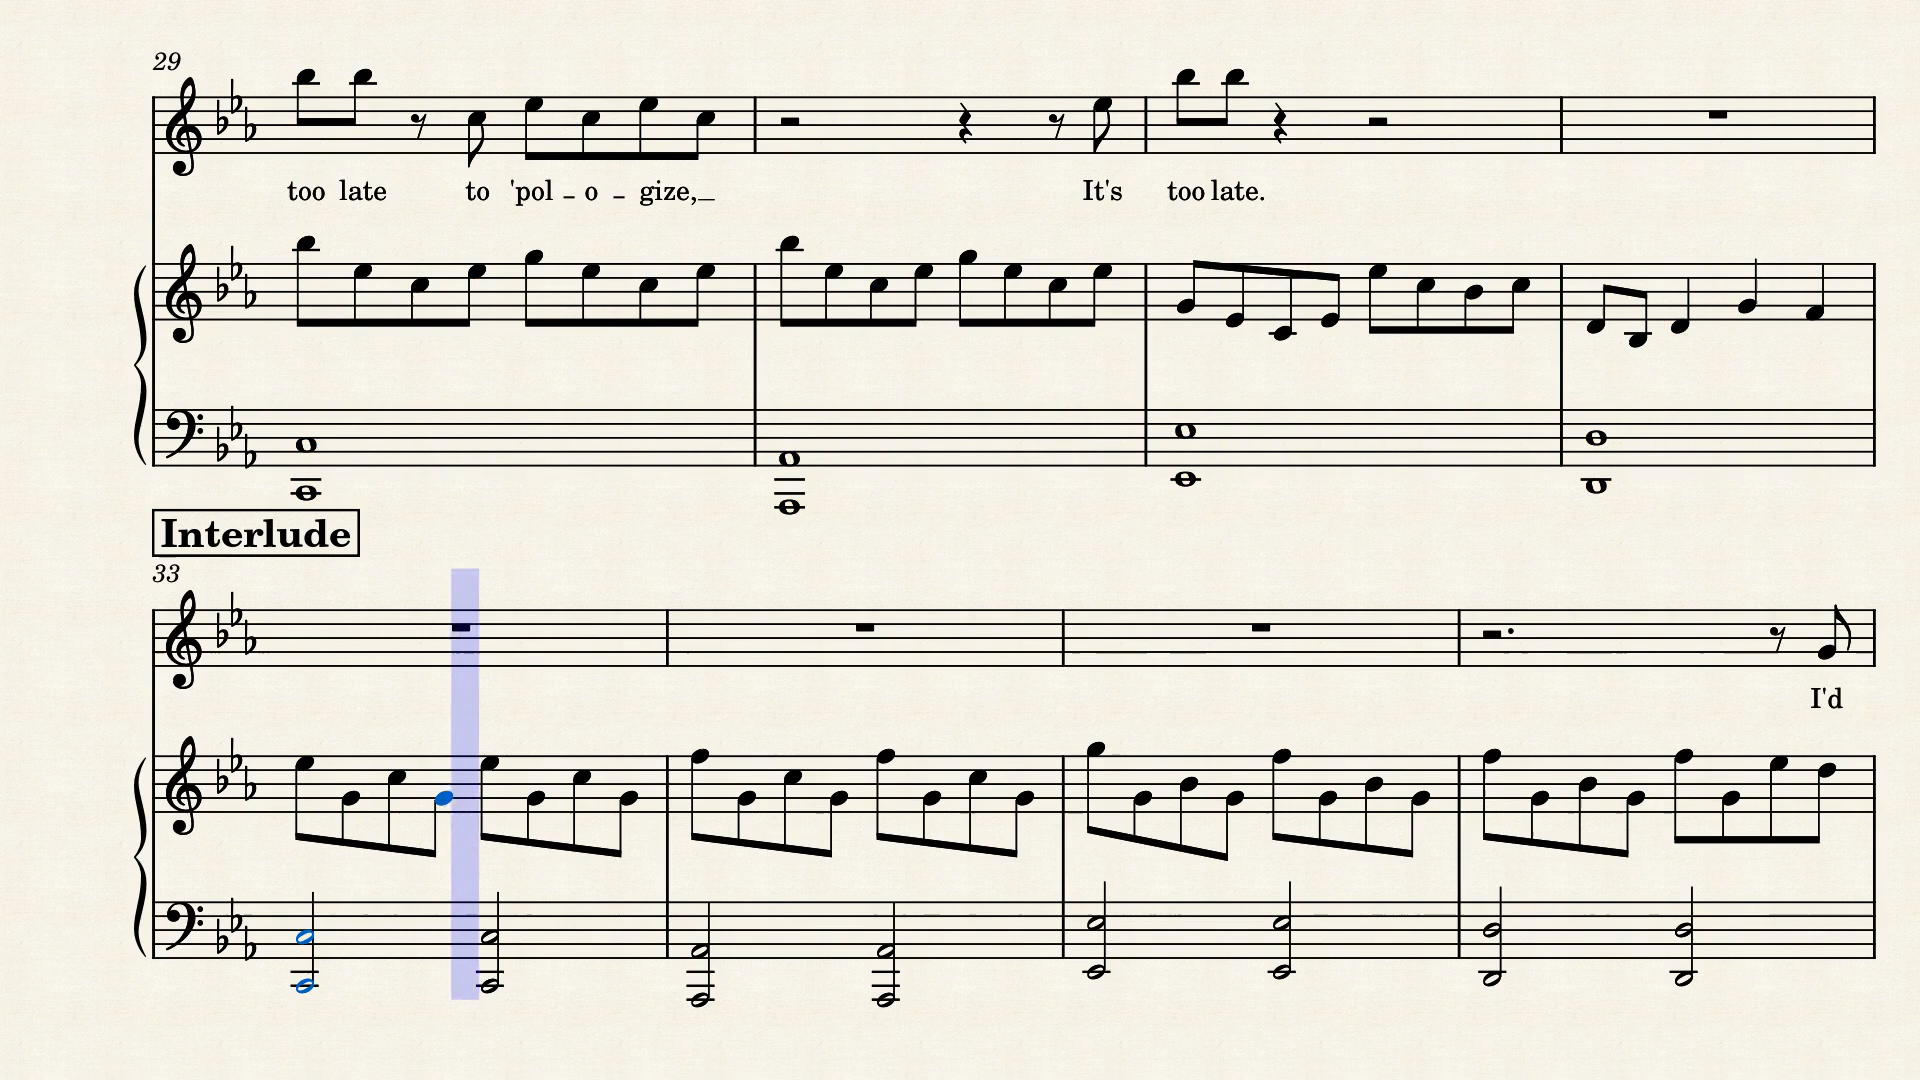 29
too late to 'pol - o - gize,_ It's too late.
Interlude
33
I'd